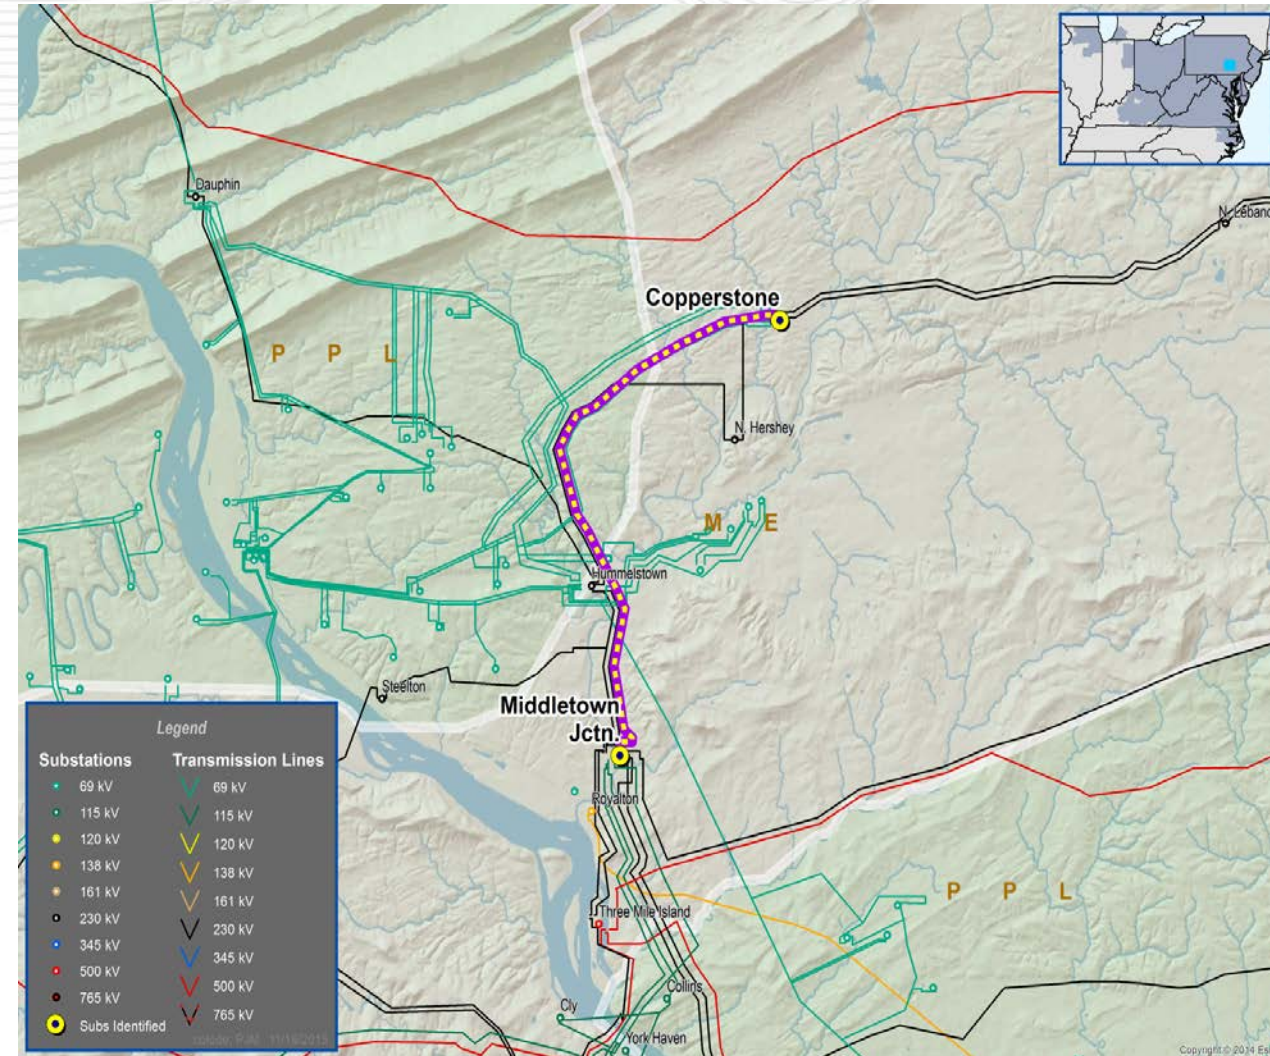 Dauphin
N. Lebano
Copperstone
P P L
N. Hershey
M E
Hummelstown
Steelton
Middletown
Jctn.
Royalton
P P L
Three Mile Island
Collins
Cly
York Haven
Legend
Substations
69 kV
115 kV
120 kV
138 kV
161 kV
230 kV
345 kV
500 kV
765 kV
Subs Identified
Transmission Lines
69 kV
115 kV
120 kV
138 kV
161 kV
230 kV
345 kV
500 kV
765 kV
Copyright © 2014 Esr